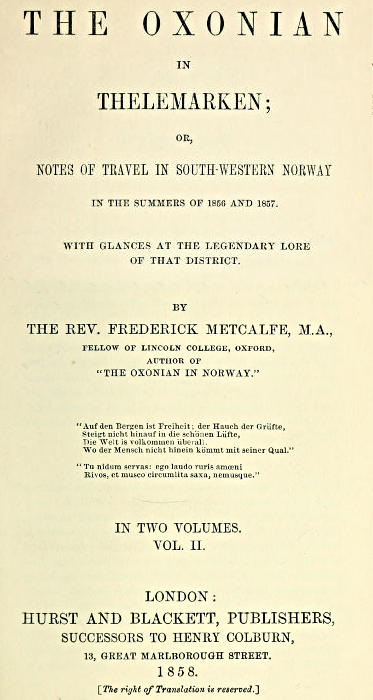 THE OXONIAN
IN
THELEMARKEN;
OR,
NOTES OF TRAVEL IN SOUTH-WESTERN NORWAY
IN THE SUMMERS OF 1856 AND 1857.
WITH GLANCES AT THE LEGENDARY LORE
OF THAT DISTRICT.
BY
THE REV. FREDERICK METCALFE, M.A.,
FELLOW OF LINCOLN COLLEGE, OXFORD,
AUTHOR OF
"THE OXONIAN IN NORWAY."
"Auf den Bergen ist Freiheit; der Hauch der Grüfte,
Steigt nicht hinauf in die schönen Lüfte,
Die Welt is volkommen überall.
Wo der Mensch nicht hinein kömmt mit seiner Qual."
"Tu nidum servas: ego laudo ruris amœni
Rivos, et musco circumlita saxa, nemusque."
IN TWO VOLUMES.
VOL. II.
LONDON:
HURST AND BLACKETT, PUBLISHERS,
SUCCESSORS TO HENRY COLBURN,
13, GREAT MARLBOROUGH STREET.
1858.
[The right of Translation is reserved.]